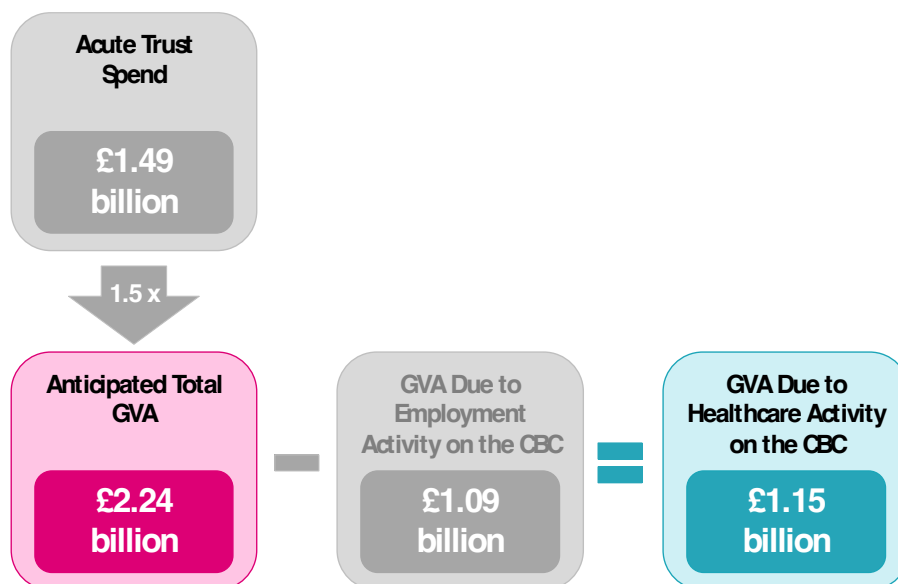 Acute Trust
Spend
£1.49
billion
1.5 x
Anticipated Total
GVA
£2.24
billion
GVA Due to
Employment
Activity on the CBC
£1.09
billion
GVA Due to
Healthcare Activity
on the CBC
£1.15
billion